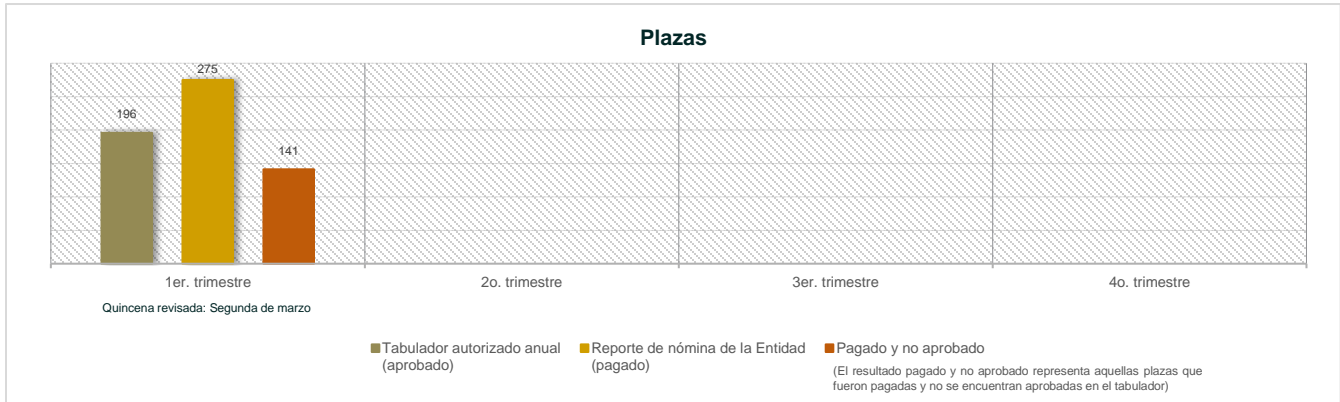 Plazas
275
196
141
1er. trimestre
2o. trimestre
3er. trimestre
4o. trimestre
Quincena revisada: Segunda de marzo
Tabulador autorizado anual
(aprobado)
Reporte de nómina de la Entidad
(pagado)
Pagado y no aprobado
(El resultado pagado y no aprobado representa aquellas plazas que
fueron pagadas y no se encuentran aprobadas en el tabulador)